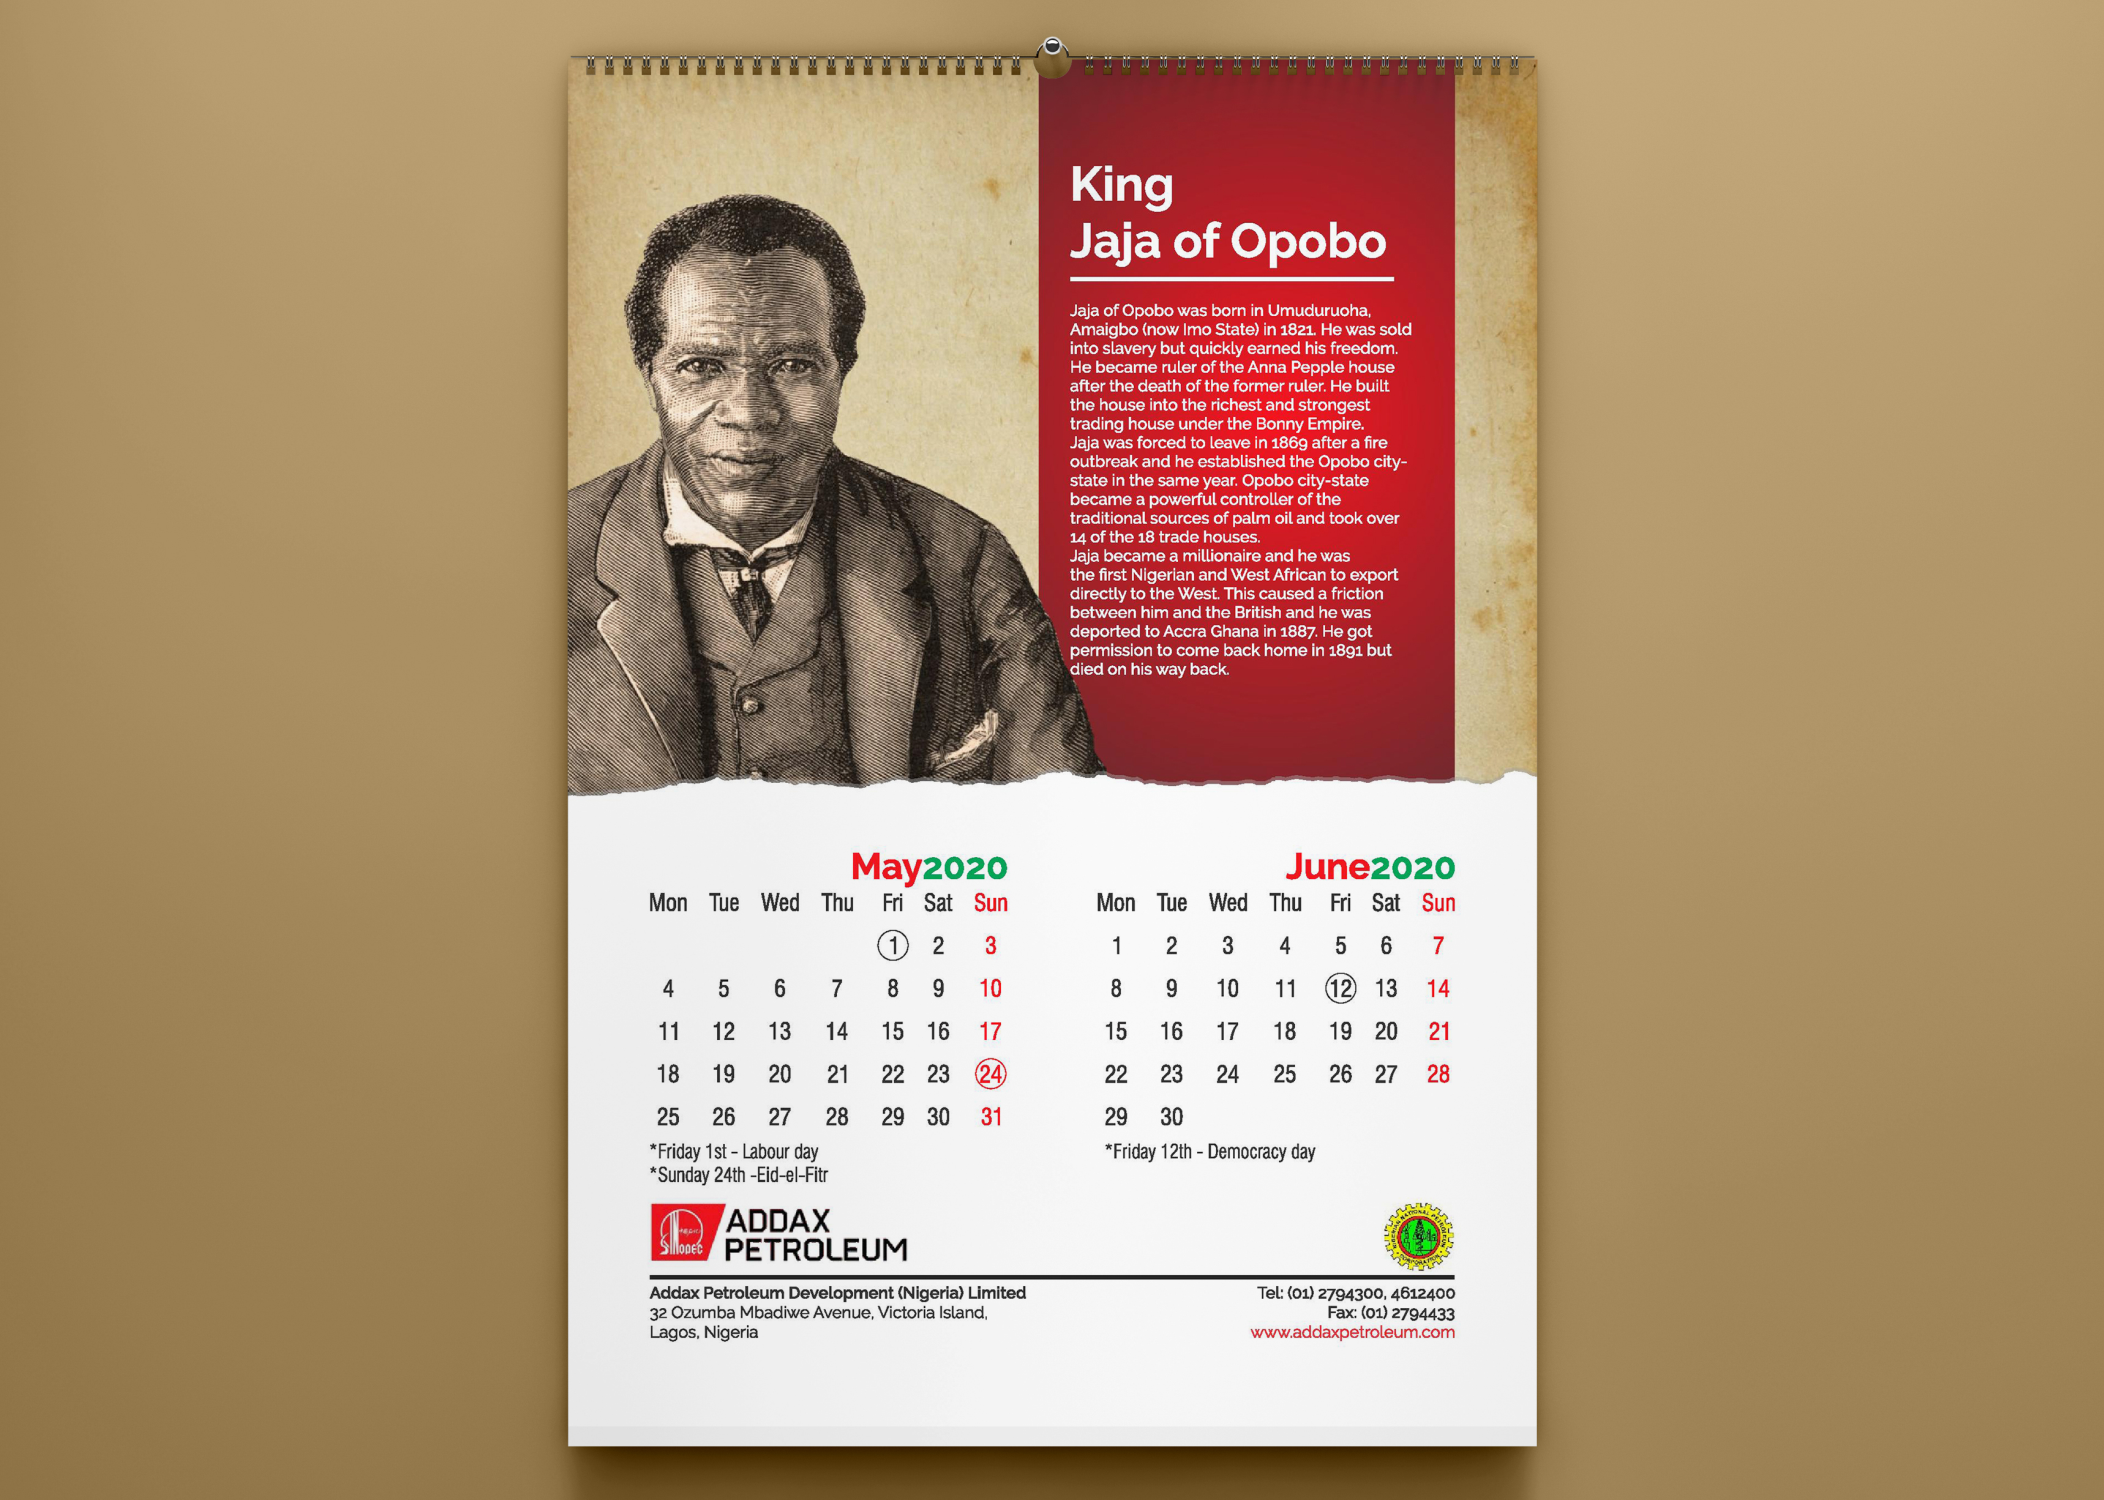 King
Jaja of Opobo
Jaja of Opobo was born in Umuduruoha,
Amaigbo (now Imo State) in 1821. He was sold
into slavery but quickly earned his freedom.
He became ruler of the Anna Pepple house
after the death of the former ruler. He built
the house into the richest and strongest
trading house under the Bonny Empire.
Jaja was forced to leave in 1869 after a fire
outbreak and he established the Opobo city-
state in the same year. Opobo city-state
became a powerful controller of the
traditional sources of palm oil and took over
14 of the 18 trade houses.
Jaja became a millionaire and he was
the first Nigerian and West African to export
directly to the West. This caused a friction
between him and the British and he was
deported to Accra Ghana in 1887. He got
permission to come back home in 1891 but
died on his way back.
May2020
Mon Tue Wed Thu Fri Sat Sun
1 2 3
4 5 6 7 8 9 10
11 12 13 14 15 16 17
18 19 20 21 22 23 24
25 26 27 28 29 30 31
*Friday 1st - Labour day
*Sunday 24th -Eid-el-Fitr
June2020
Mon Tue Wed Thu Fri Sat Sun
1 2 3 4 5 6 7
8 9 10 11 12 13 14
15 16 17 18 19 20 21
22 23 24 25 26 27 28
29 30
*Friday 12th - Democracy day
SINOPEC
ADDAX
PETROLEUM
NIGERIAN NATIONAL PETROLEUM
CORPORATION
Addax Petroleum Development (Nigeria) Limited
32 Ozumba Mbadiwe Avenue, Victoria Island,
Lagos, Nigeria
Tel: (01) 2794300, 4612400
Fax: (01) 2794433
www.addaxpetroleum.com